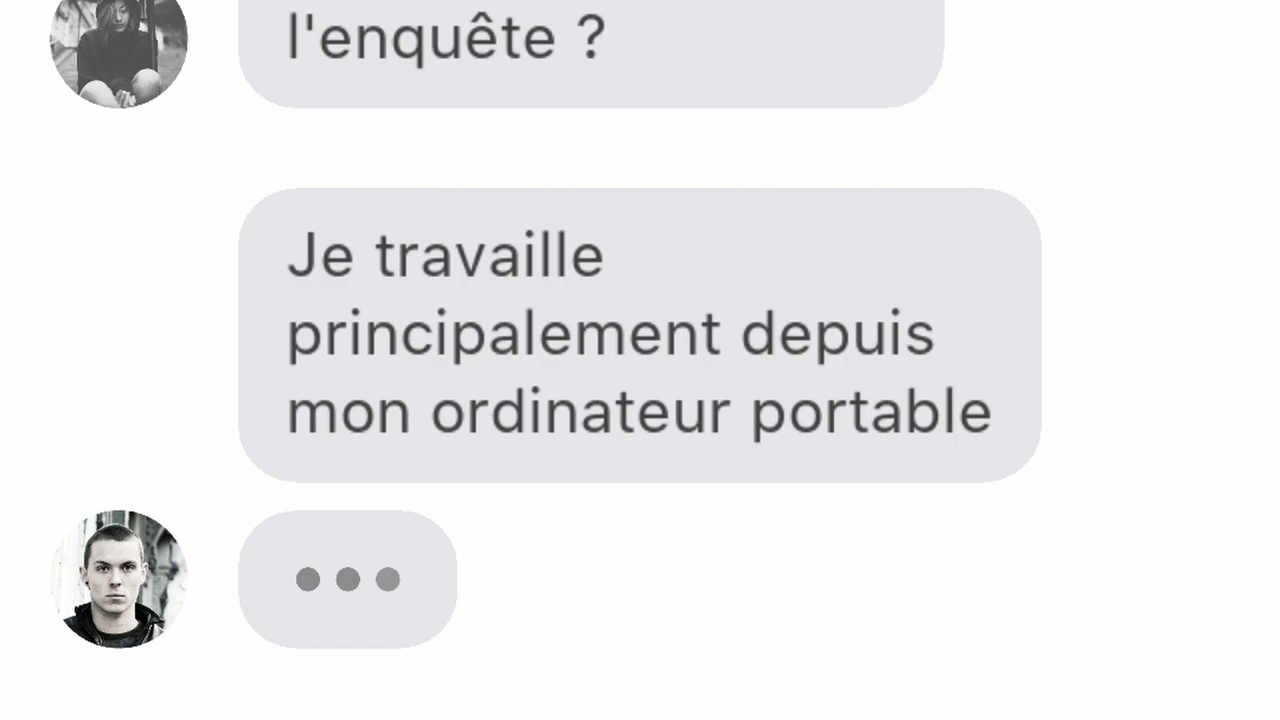 l'enquête ?
Je travaille
principalement depuis
mon ordinateur portable